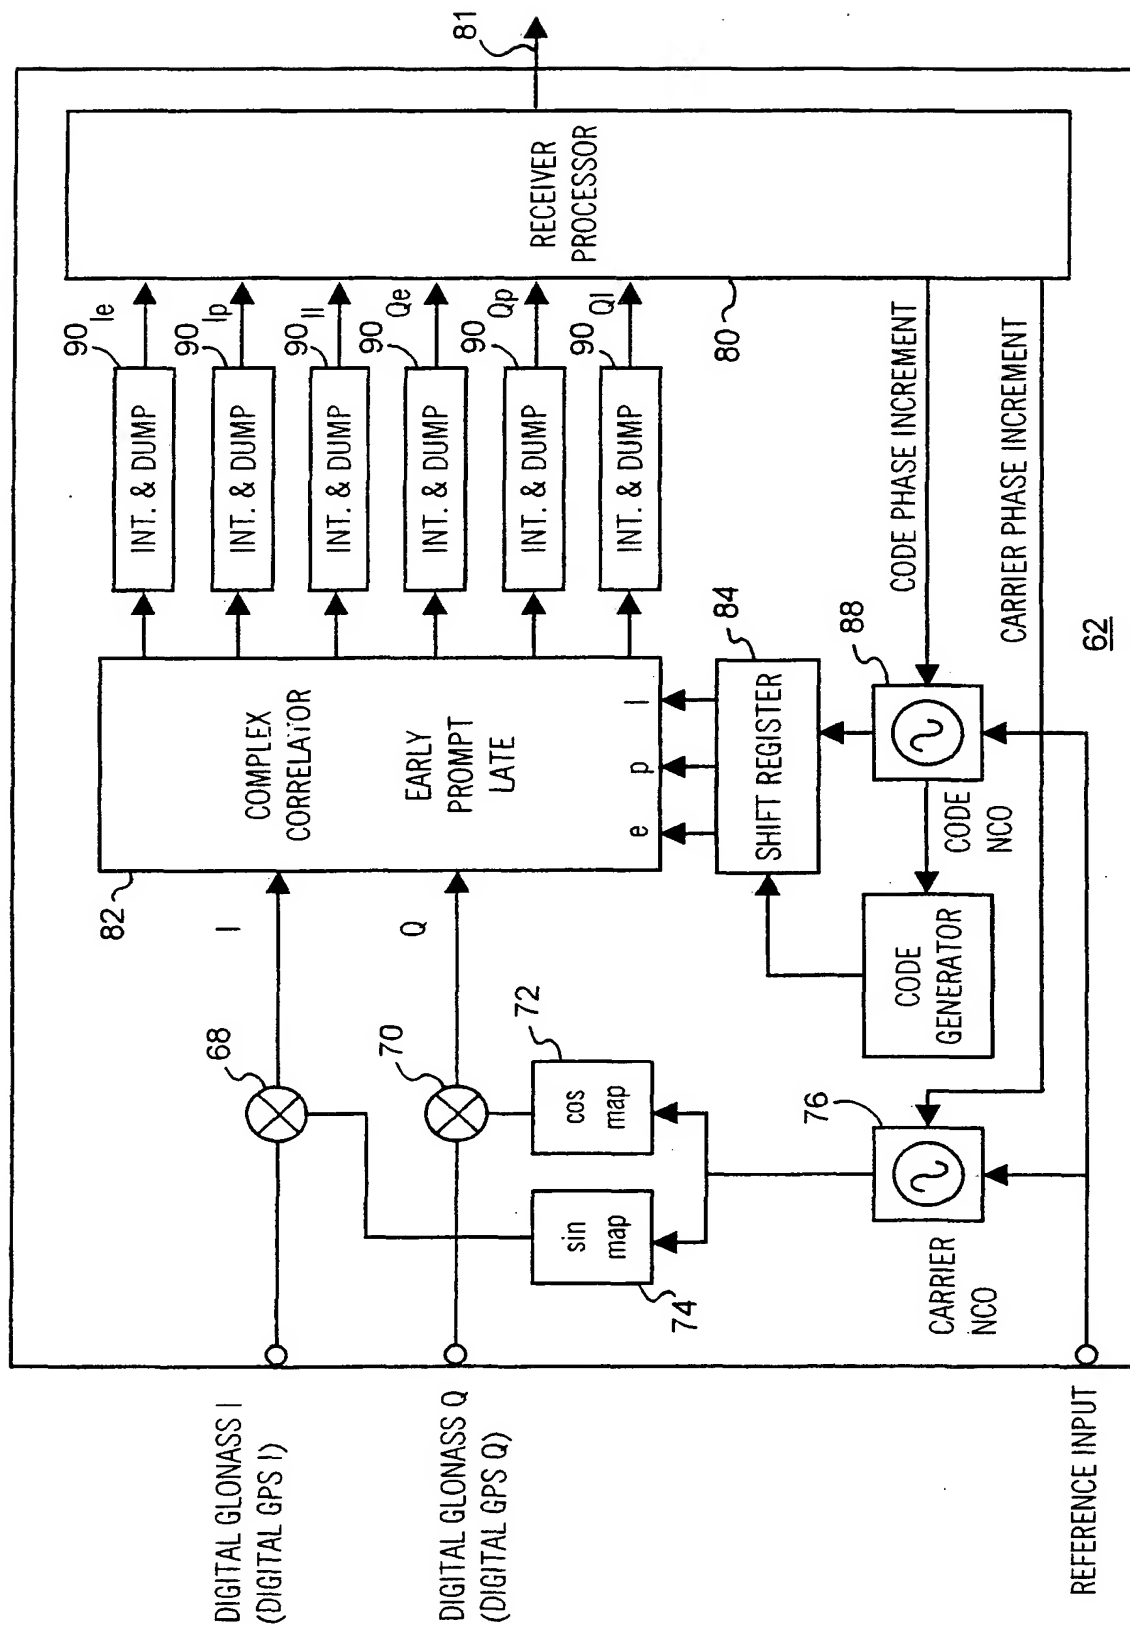 DIGITAL GLONASS I
(DIGITAL GPS I)
DIGITAL GLONASS Q
(DIGITAL GPS Q)
REFERENCE INPUT
68
70
I
Q
72
cos
map
sin
map
74
76
CARRIER
NCO
82
COMPLEX
CORRELATOR
EARLY
PROMPT
LATE
e
p
l
84
SHIFT REGISTER
CODE
GENERATOR
CODE
NCO
88
90Ie
INT. & DUMP
90Ip
INT. & DUMP
90Il
INT. & DUMP
90Qe
INT. & DUMP
90Qp
INT. & DUMP
90Ql
INT. & DUMP
80
RECEIVER
PROCESSOR
81
CODE PHASE INCREMENT
CARRIER PHASE INCREMENT
62